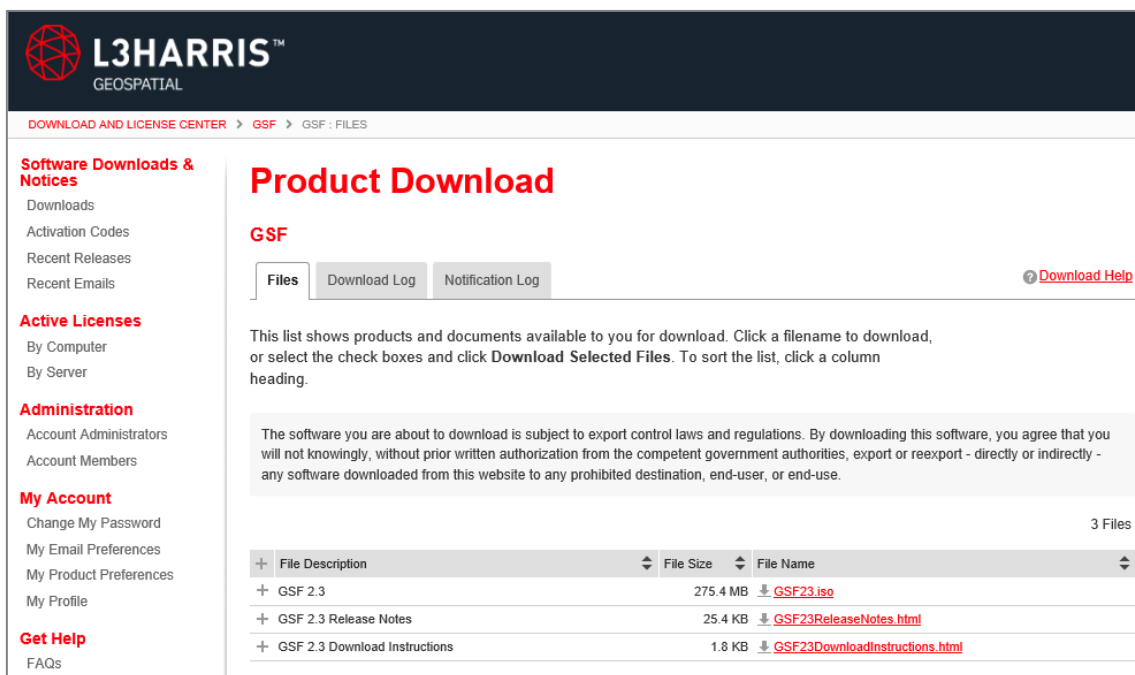 L3HARRIS™
GEOSPATIAL
DOWNLOAD AND LICENSE CENTER > GSF > GSF : FILES
Software Downloads &
Notices
Downloads
Activation Codes
Recent Releases
Recent Emails
Active Licenses
By Computer
By Server
Administration
Account Administrators
Account Members
My Account
Change My Password
My Email Preferences
My Product Preferences
My Profile
Get Help
FAQs
Product Download
GSF
Files Download Log Notification Log
? Download Help
This list shows products and documents available to you for download. Click a filename to download,
or select the check boxes and click Download Selected Files. To sort the list, click a column
heading.
The software you are about to download is subject to export control laws and regulations. By downloading this software, you agree that you
will not knowingly, without prior written authorization from the competent government authorities, export or reexport - directly or indirectly -
any software downloaded from this website to any prohibited destination, end-user, or end-use.
3 Files
+ File Description File Size File Name
+ GSF 2.3 275.4 MB GSF23.iso
+ GSF 2.3 Release Notes 25.4 KB GSF23ReleaseNotes.html
+ GSF 2.3 Download Instructions 1.8 KB GSF23DownloadInstructions.html